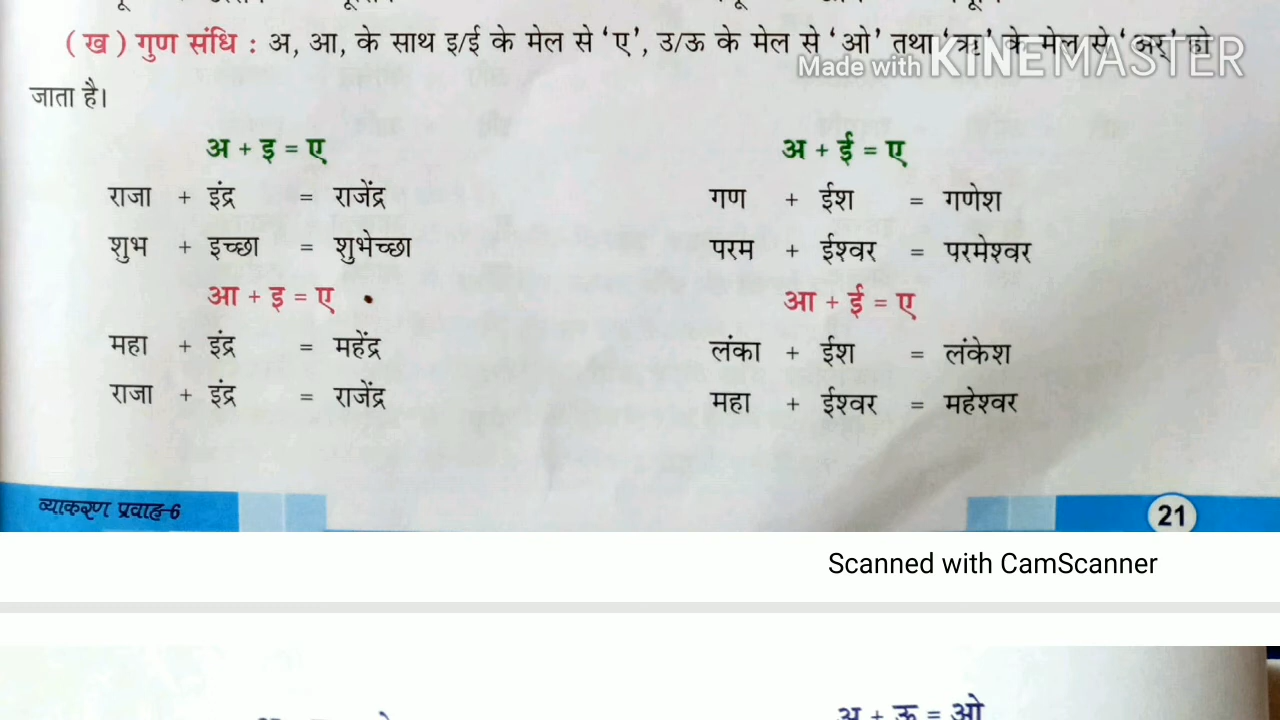 ( ख ) गुण संधि : अ, आ, के साथ इ/ई के मेल से ‘ए’, उ/ऊ के मेल से ‘ओ’ तथा ‘ऋ’ के मेल से ‘अर्’ हो
Made with KINEMASTER
जाता है।
अ + इ = ए
अ + ई = ए
राजा + इंद्र = राजेंद्र
गण + ईश = गणेश
शुभ + इच्छा = शुभेच्छा
परम + ईश्वर = परमेश्वर
आ + इ = ए
आ + ई = ए
महा + इंद्र = महेंद्र
लंका + ईश = लंकेश
राजा + इंद्र = राजेंद्र
महा + ईश्वर = महेश्वर
व्याकरण प्रवाह-6
21
Scanned with CamScanner
अ + ऊ = ओ